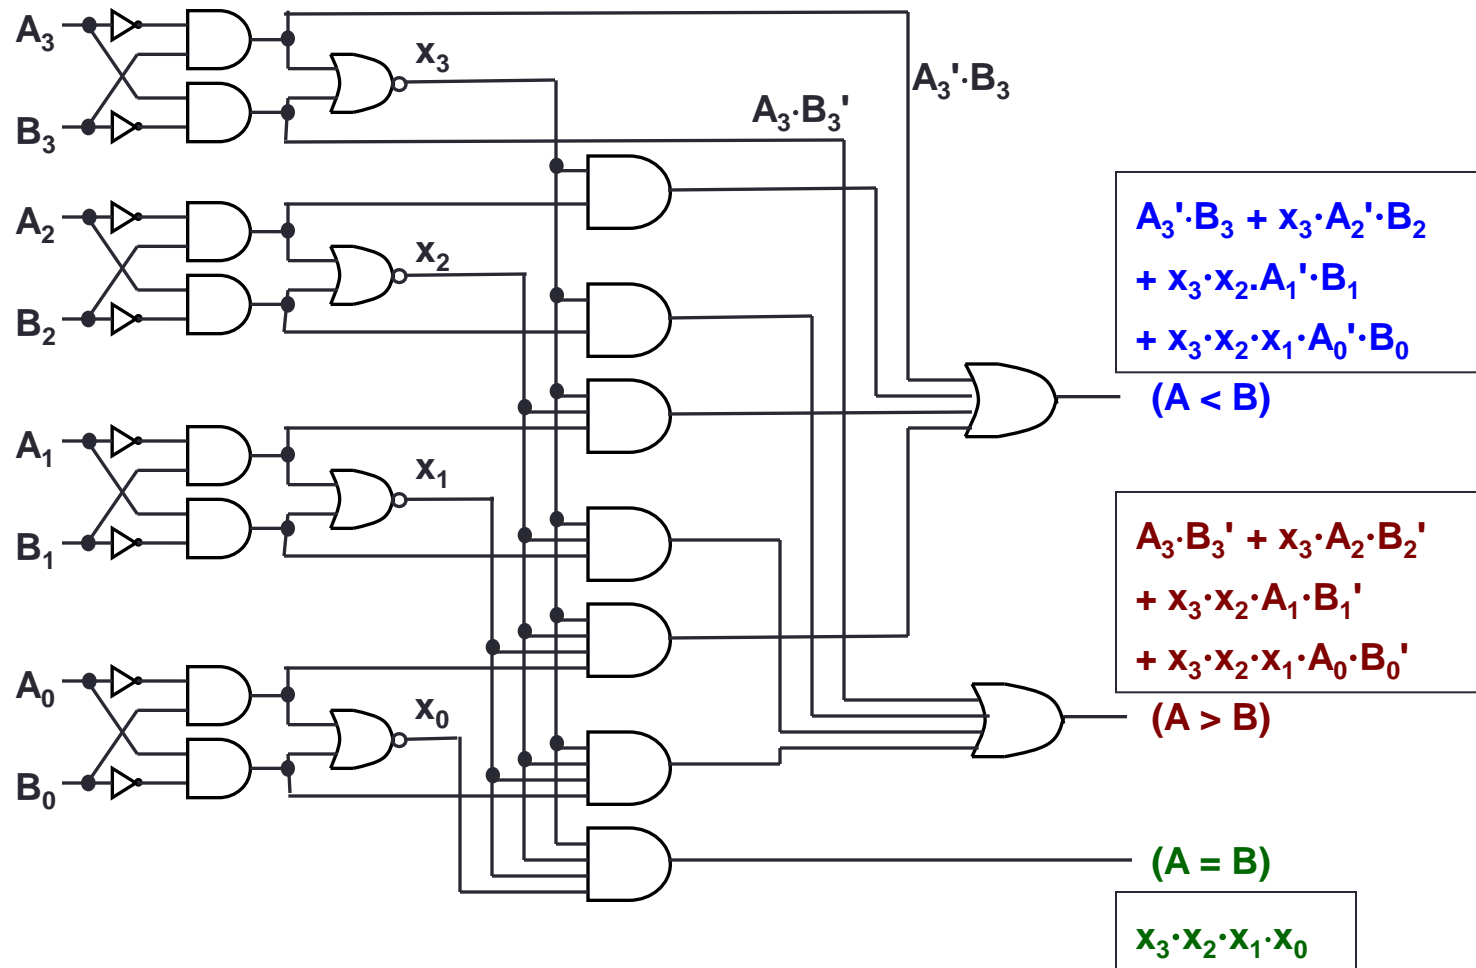 A₃
B₃
x₃
A₃'·B₃
A₃·B₃'
A₂
B₂
x₂
A₁
B₁
x₁
A₀
B₀
x₀
A₃'·B₃ + x₃·A₂'·B₂
+ x₃·x₂.A₁'·B₁
+ x₃·x₂·x₁·A₀'·B₀
(A < B)
A₃·B₃' + x₃·A₂·B₂'
+ x₃·x₂·A₁·B₁'
+ x₃·x₂·x₁·A₀·B₀'
(A > B)
(A = B)
x₃·x₂·x₁·x₀